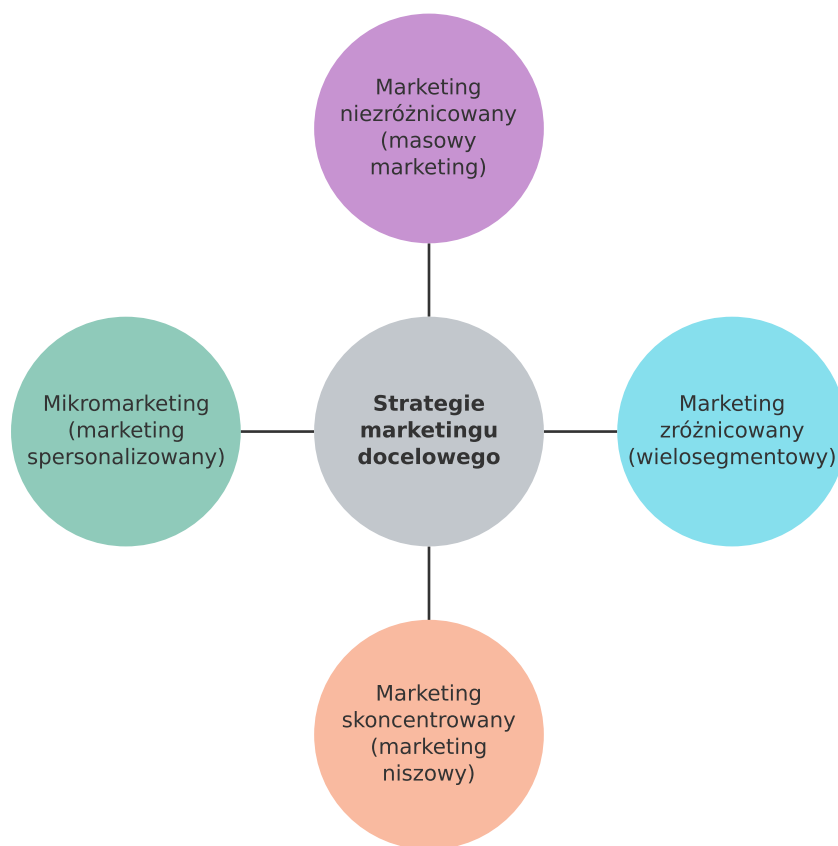 Marketing
niezróżnicowany
(masowy
marketing)
Mikromarketing
(marketing
spersonalizowany)
Strategie
marketingu
docelowego
Marketing
zróżnicowany
(wielosegmentowy)
Marketing
skoncentrowany
(marketing
niszowy)